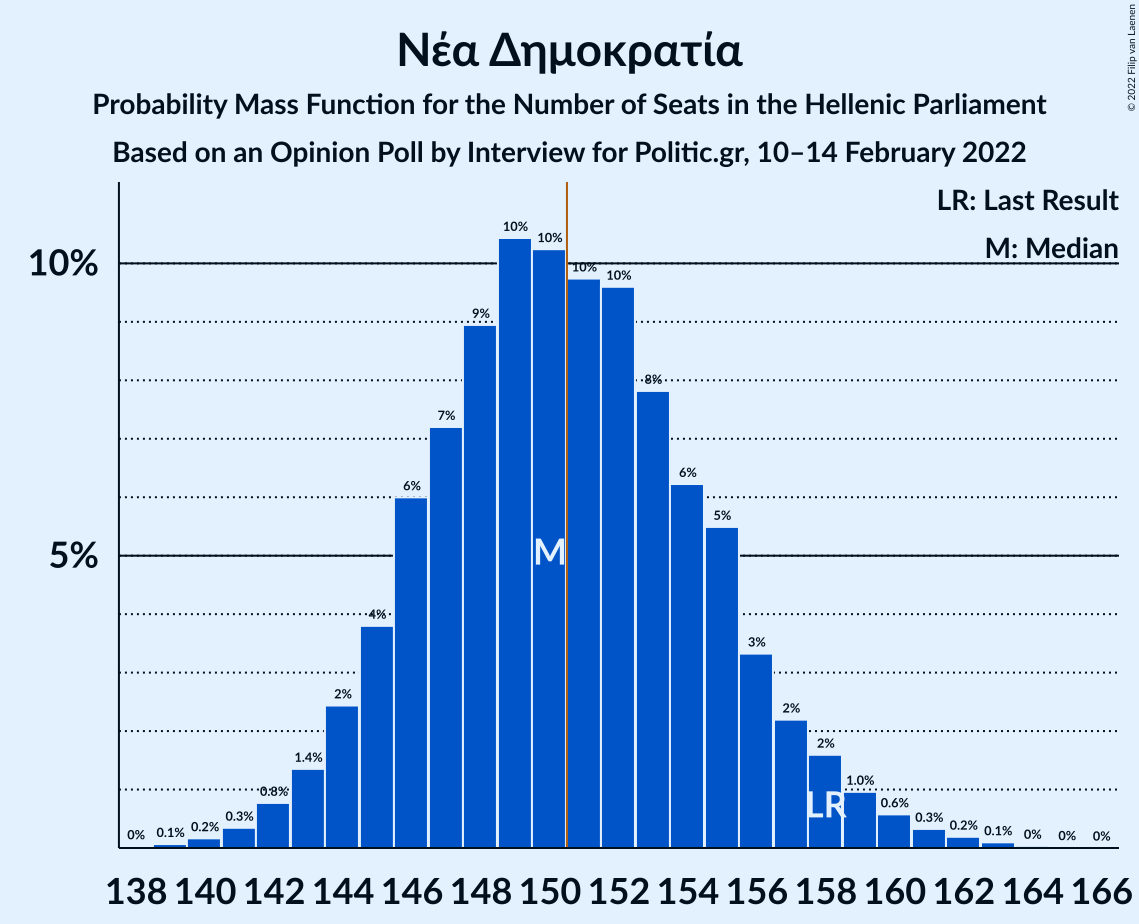 Νέα Δημοκρατία
Probability Mass Function for the Number of Seats in the Hellenic Parliament
Based on an Opinion Poll by Interview for Politic.gr, 10–14 February 2022
© 2022 Filip van Laenen
LR: Last Result
M: Median
10%
5%
0% 0.1% 0.2% 0.3% 0.8% 1.4% 2% 4% 6% 7% 9% 10% 10% 10% 10% 8% 6% 5% 3% 2% 2% 1.0% 0.6% 0.3% 0.2% 0.1% 0% 0% 0%
M
LR
138 140 142 144 146 148 150 152 154 156 158 160 162 164 166